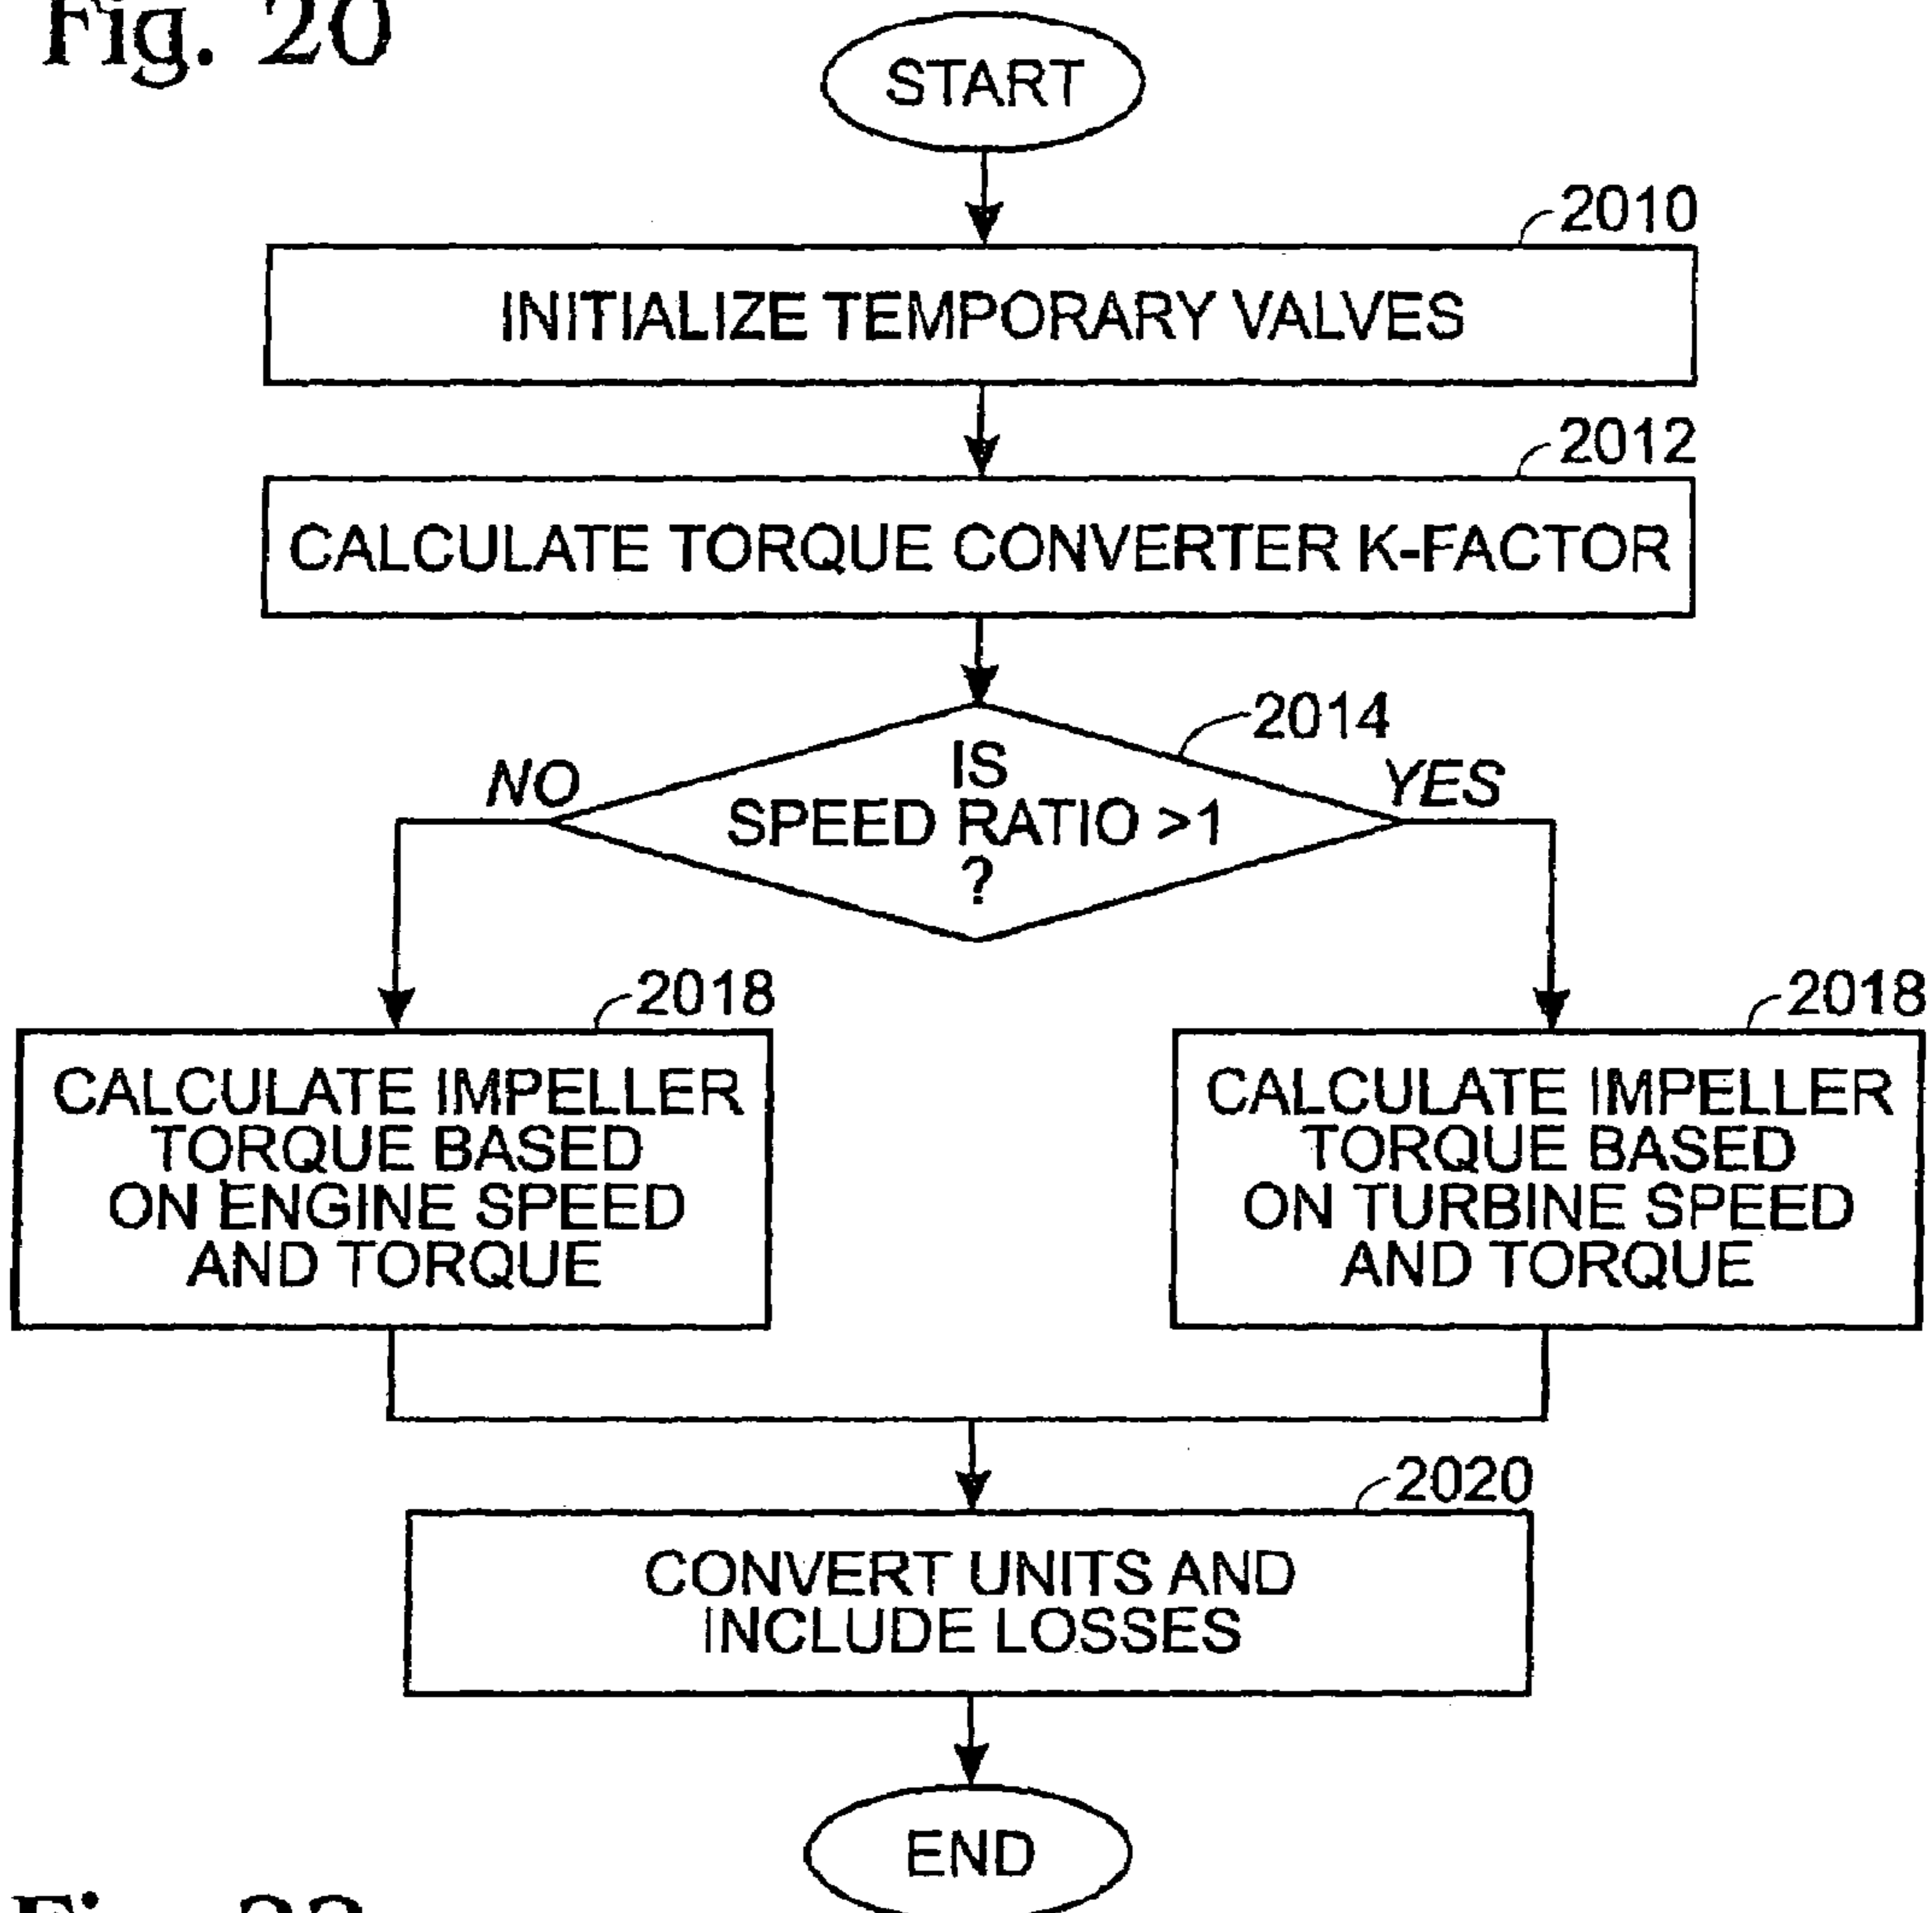 Fig. 20
START
2010
INITIALIZE TEMPORARY VALVES
2012
CALCULATE TORQUE CONVERTER K-FACTOR
2014
IS
SPEED RATIO >1
?
NO
YES
2018
CALCULATE IMPELLER
TORQUE BASED
ON ENGINE SPEED
AND TORQUE
2018
CALCULATE IMPELLER
TORQUE BASED
ON TURBINE SPEED
AND TORQUE
2020
CONVERT UNITS AND
INCLUDE LOSSES
END